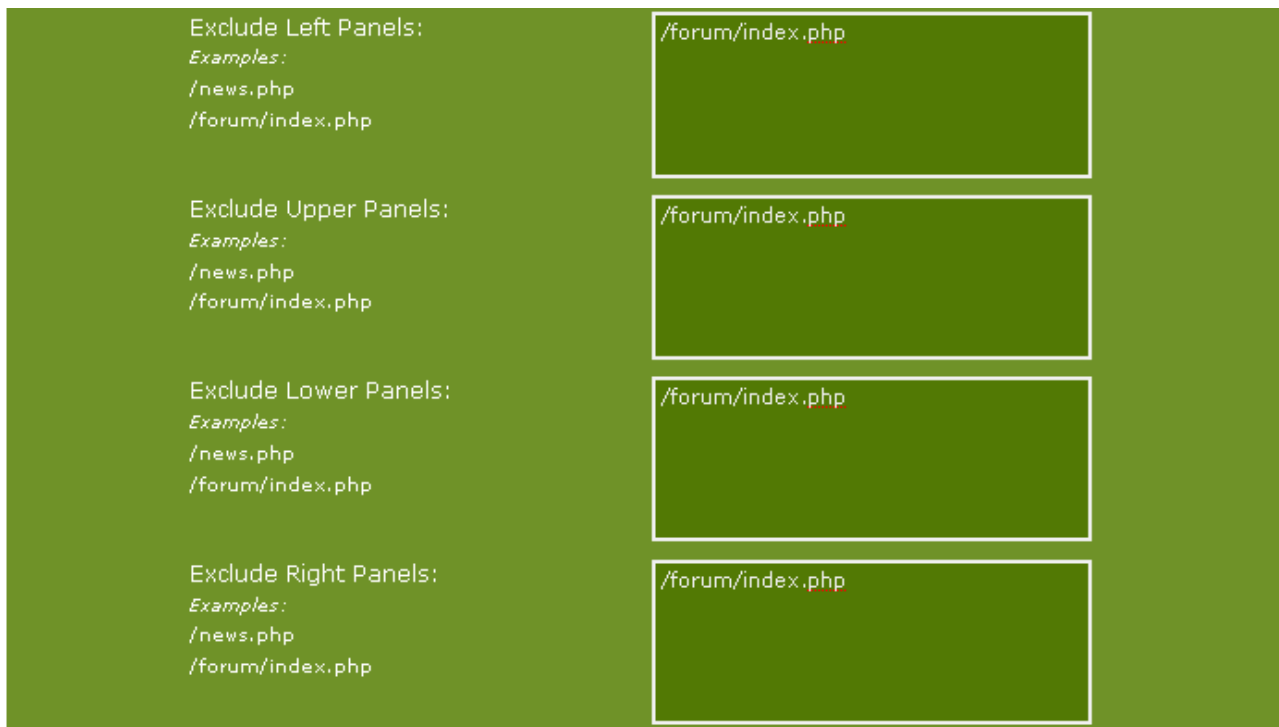 Exclude Left Panels:
Examples:
/news.php
/forum/index.php
/forum/index.php
Exclude Upper Panels:
Examples:
/news.php
/forum/index.php
/forum/index.php
Exclude Lower Panels:
Examples:
/news.php
/forum/index.php
/forum/index.php
Exclude Right Panels:
Examples:
/news.php
/forum/index.php
/forum/index.php